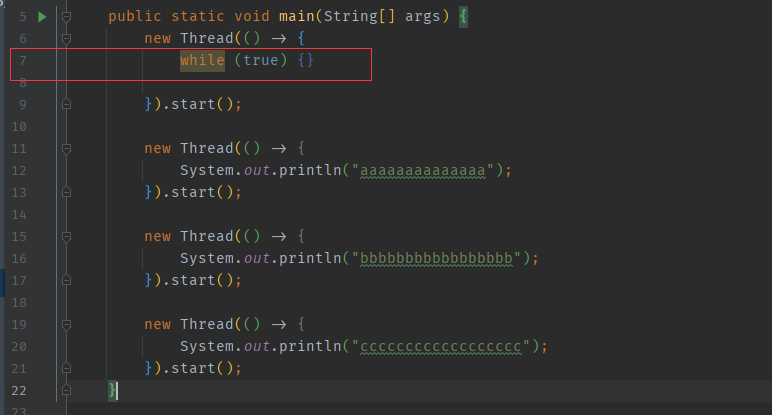 5 public static void main(String[] args) {
6 new Thread(() -> {
7 while (true) {}
8
9 }).start();
10
11 new Thread(() -> {
12 System.out.println("aaaaaaaaaaaaaa");
13 }).start();
14
15 new Thread(() -> {
16 System.out.println("bbbbbbbbbbbbbbbbb");
17 }).start();
18
19 new Thread(() -> {
20 System.out.println("cccccccccccccccccc");
21 }).start();
22 }
23